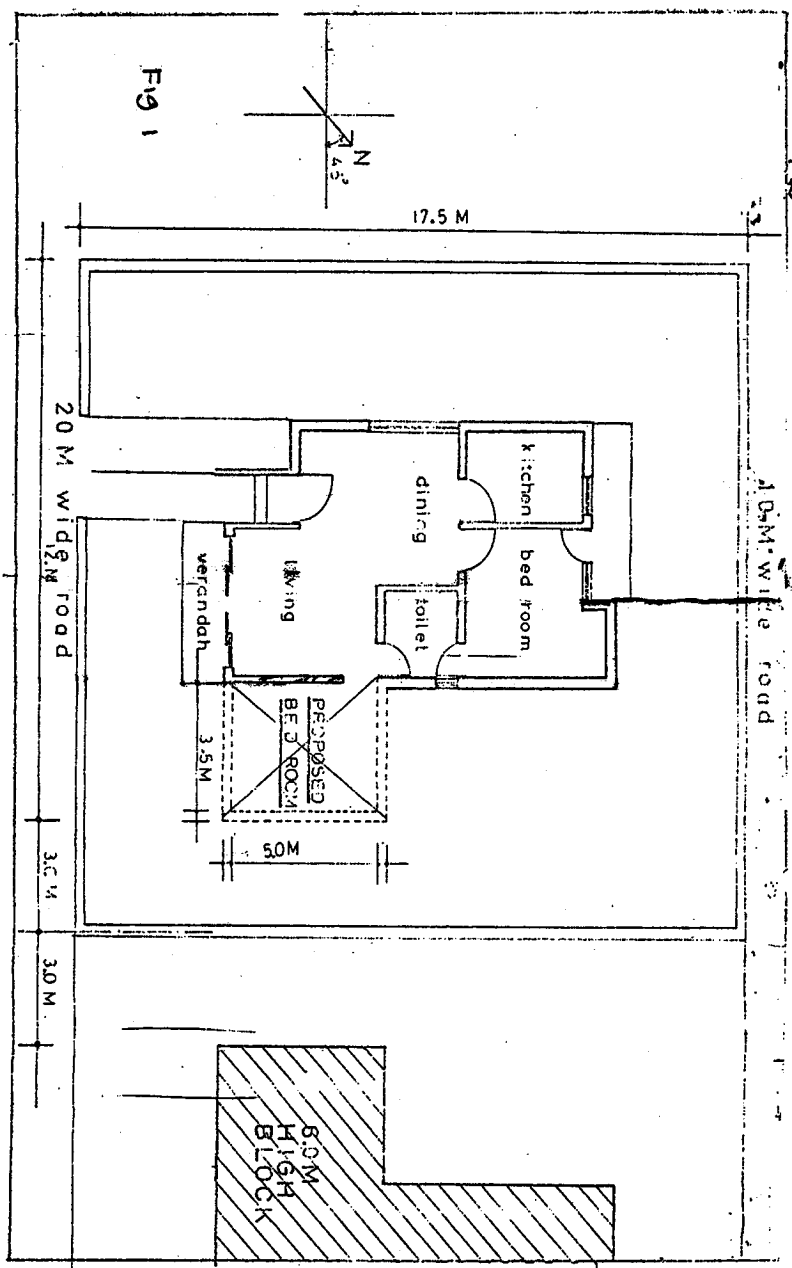 Fig 1
N
45°
17.5 M
20 M wide road
12.M
10 M wide road
kitchen
dining
bed room
toilet
living
verandah
PROPOSED
BED ROOM
3.5M
5.0M
3.0 M
3.0 M
6.0M
HIGH
BLOCK